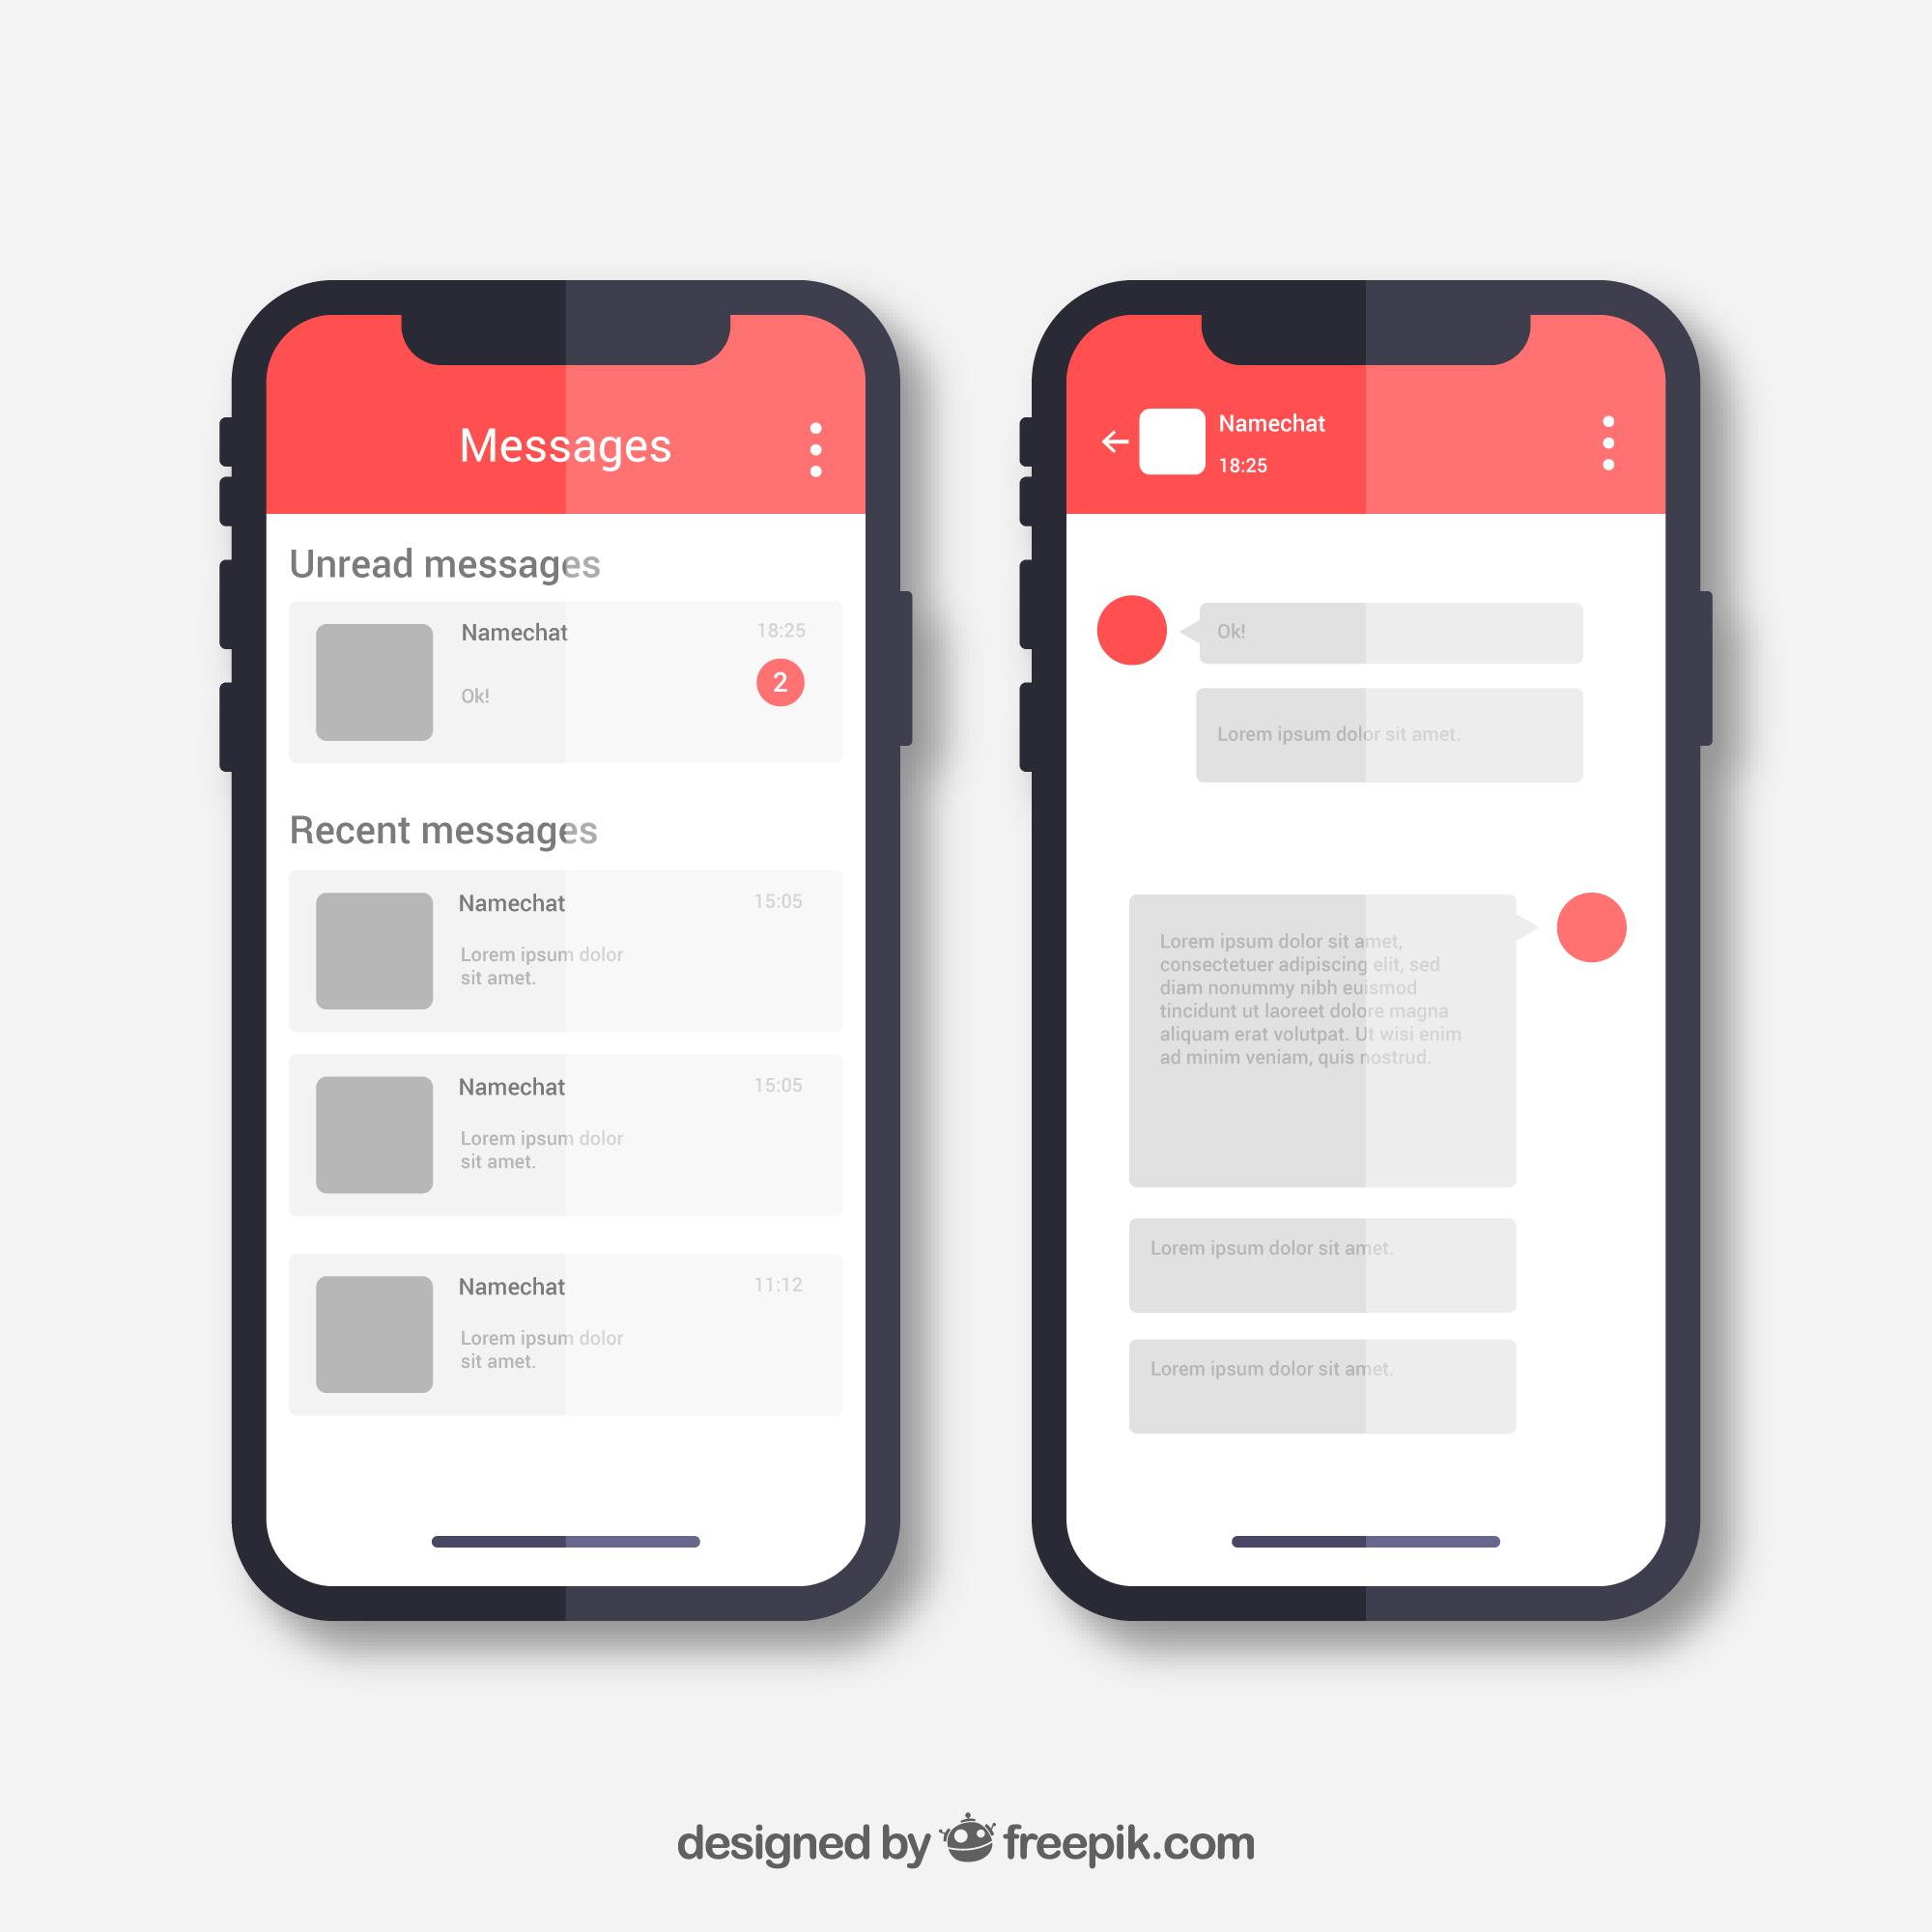 Messages
Unread messages
Namechat
18:25
Ok!
2
Recent messages
Namechat
15:05
Lorem ipsum dolor
sit amet.
Namechat
15:05
Lorem ipsum dolor
sit amet.
Namechat
11:12
Lorem ipsum dolor
sit amet.
Namechat
18:25
Ok!
Lorem ipsum dolor sit amet.
Lorem ipsum dolor sit amet,
consectetuer adipiscing elit, sed
diam nonummy nibh euismod
tincidunt ut laoreet dolore magna
aliquam erat volutpat. Ut wisi enim
ad minim veniam, quis nostrud.
Lorem ipsum dolor sit amet.
Lorem ipsum dolor sit amet.
designed by freepik.com